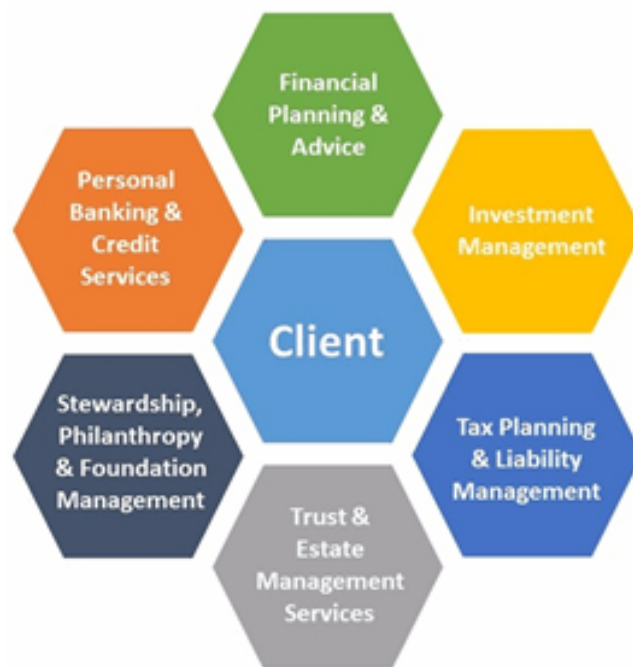 Financial
Planning &
Advice
Personal
Banking &
Credit
Services
Investment
Management
Client
Stewardship,
Philanthropy
& Foundation
Management
Tax Planning
& Liability
Management
Trust &
Estate
Management
Services